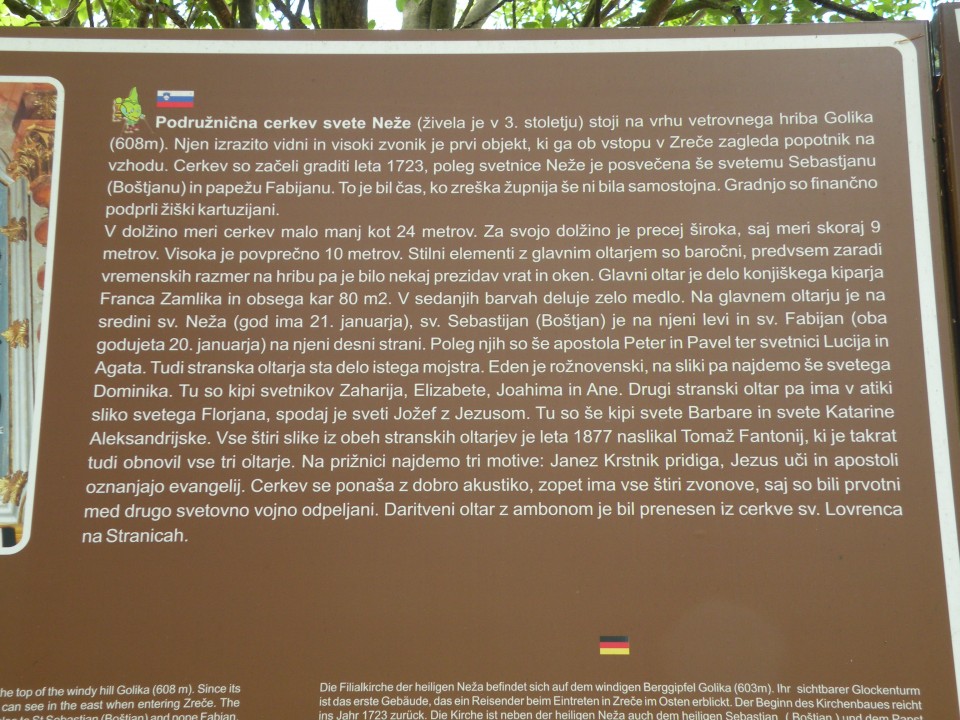 Podružnična cerkev svete Neže (živela je v 3. stoletju) stoji na vrhu vetrovnega hriba Golika
(608m). Njen izrazito vidni in visoki zvonik je prvi objekt, ki ga ob vstopu v Zreče zagleda popotnik na
vzhodu. Cerkev so začeli graditi leta 1723, poleg svetnice Neže je posvečena še svetemu Sebastjanu
(Boštjanu) in papežu Fabijanu. To je bil čas, ko zreška župnija še ni bila samostojna. Gradnjo so finančno
podprli žiški kartuzijani.
V dolžino meri cerkev malo manj kot 24 metrov. Za svojo dolžino je precej široka, saj meri skoraj 9
metrov. Visoka je povprečno 10 metrov. Stilni elementi z glavnim oltarjem so baročni, predvsem zaradi
vremenskih razmer na hribu pa je bilo nekaj prezidav vrat in oken. Glavni oltar je delo konjiškega kiparja
Franca Zamlika in obsega kar 80 m2. V sedanjih barvah deluje zelo medlo. Na glavnem oltarju je na
sredini sv. Neža (god ima 21. januarja), sv. Sebastijan (Boštjan) je na njeni levi in sv. Fabijan (oba
godujeta 20. januarja) na njeni desni strani. Poleg njih so še apostola Peter in Pavel ter svetnici Lucija in
Agata. Tudi stranska oltarja sta delo istega mojstra. Eden je rožnovenski, na sliki pa najdemo še svetega
Dominika. Tu so kipi svetnikov Zaharija, Elizabete, Joahima in Ane. Drugi stranski oltar pa ima v atiki
sliko svetega Florjana, spodaj je sveti Jožef z Jezusom. Tu so še kipi svete Barbare in svete Katarine
Aleksandrijske. Vse štiri slike iz obeh stranskih oltarjev je leta 1877 naslikal Tomaž Fantonij, ki je takrat
tudi obnovil vse tri oltarje. Na prižnici najdemo tri motive: Janez Krstnik pridiga, Jezus uči in apostoli
oznanjajo evangelij. Cerkev se ponaša z dobro akustiko, zopet ima vse štiri zvonove, saj so bili prvotni
med drugo svetovno vojno odpeljani. Daritveni oltar z ambonom je bil prenesen iz cerkve sv. Lovrenca
na Stranicah.
he top of the windy hill Golika (608 m). Since its
can see in the east when entering Zreče. The
to St Sebastian (Boštjan) and pope Fabian.
Die Filialkirche der heiligen Neža befindet sich auf dem windigen Berggipfel Golika (603m). Ihr sichtbarer Glockenturm
ist das erste Gebäude, das ein Reisender beim Eintreten in Zreče im Osten erblickt. Der Beginn des Kirchenbaues reicht
ins Jahr 1723 zurück. Die Kirche ist neben der heiligen Neža auch dem heiligen Sebastian (Boštjan ) und dem Papst